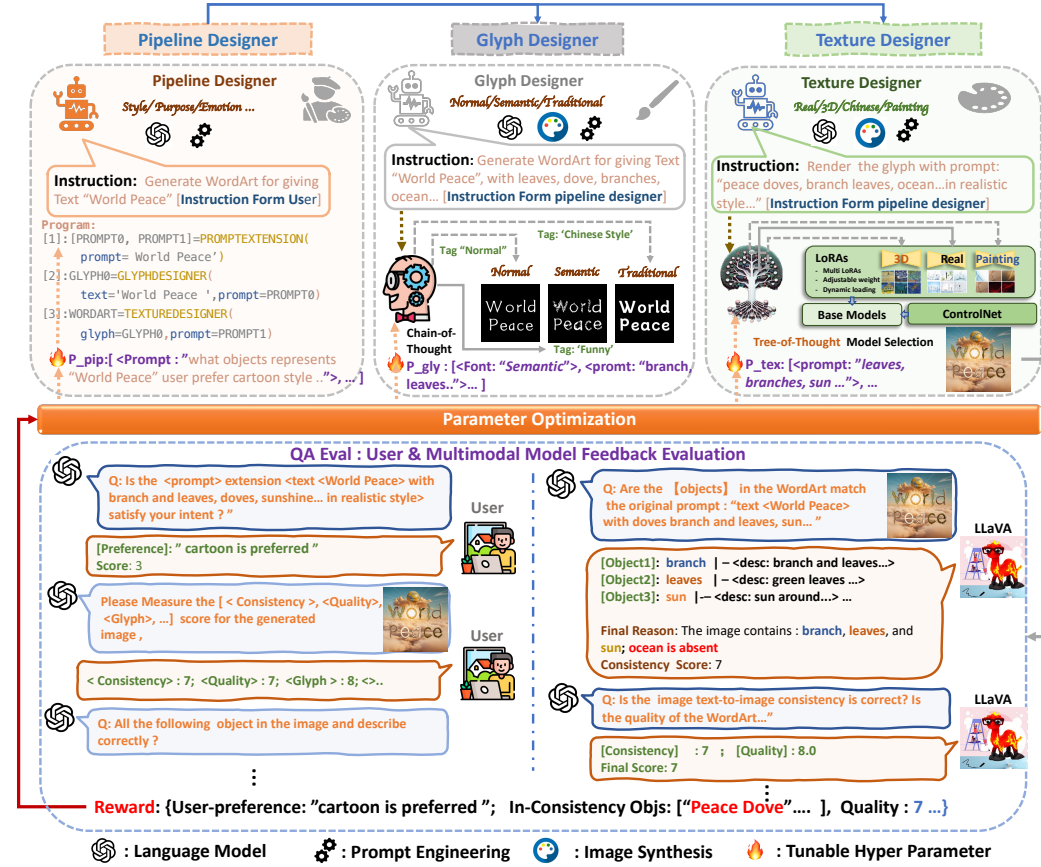 Pipeline Designer
Glyph Designer
Texture Designer
Pipeline Designer
Style/ Purpose/Emotion ...
Instruction: Generate WordArt for giving
Text “World Peace” [Instruction Form User]
Program:
[1]:[PROMPT0, PROMPT1]=PROMPTEXTENSION(
prompt= World Peace’)
[2]:GLYPH0=GLYPHDESIGNER(
text='World Peace ',prompt=PROMPT0)
[3]:WORDART=TEXTUREDESIGNER(
glyph=GLYPH0,prompt=PROMPT1)
P_pip:[ <Prompt : ”what objects represents
“World Peace” user prefer cartoon style ..”>, ... ]
Glyph Designer
Normal/Semantic/Traditional
Instruction: Generate WordArt for giving Text
“World Peace”, with leaves, dove, branches,
ocean... [Instruction Form pipeline designer]
Tag: ‘Chinese Style’
Tag “Normal”
Normal
Semantic
Traditional
World
Peace
World
Peace
World
Peace
Chain-of-
Thought
Tag: ‘Funny’
P_gly : [<Font: “Semantic”>, <promt: “branch,
leaves..”>... ]
Texture Designer
Real/3D/Chinese/Painting
Instruction: Render the glyph with prompt:
“peace doves, branch leaves, ocean...in realistic
style...” [Instruction Form pipeline designer]
LoRAs
- Multi LoRAs
- Adjustable weight
- Dynamic loading
3D
Real
Painting
Base Models
ControlNet
Tree-of-Thought Model Selection
World
Peace
P_tex: [<prompt: ”leaves,
branches, sun ...”>, ...
Parameter Optimization
QA Eval : User & Multimodal Model Feedback Evaluation
Q: Is the <prompt> extension <text <World Peace> with
branch and leaves, doves, sunshine... in realistic style>
satisfy your intent ? ”
User
[Preference]: ” cartoon is preferred ”
Score: 3
Please Measure the [ < Consistency >, <Quality>,
<Glyph>, ...] score for the generated
image ,
World
Peace
User
< Consistency> : 7; <Quality> : 7; <Glyph > : 8; <>..
Q: All the following object in the image and describe
correctly ?
⋮
Q: Are the 【objects】 in the WordArt match
the original prompt : “text <World Peace>
with doves branch and leaves, sun... ”
World
Peace
LLaVA
[Object1]: branch | – <desc: branch and leaves...>
[Object2]: leaves | – <desc: green leaves ...>
[Object3]: sun |-– <desc: sun around...> ...
Final Reason: The image contains : branch, leaves, and
sun; ocean is absent
Consistency Score: 7
Q: Is the image text-to-image consistency is correct? Is
the quality of the WordArt...”
LLaVA
[Consistency] : 7 ; [Quality] : 8.0
Final Score: 7
⋮
Reward: {User-preference: ”cartoon is preferred ”; In-Consistency Objs: [“Peace Dove”.... ], Quality : 7 ...}
: Language Model
: Prompt Engineering
: Image Synthesis
: Tunable Hyper Parameter